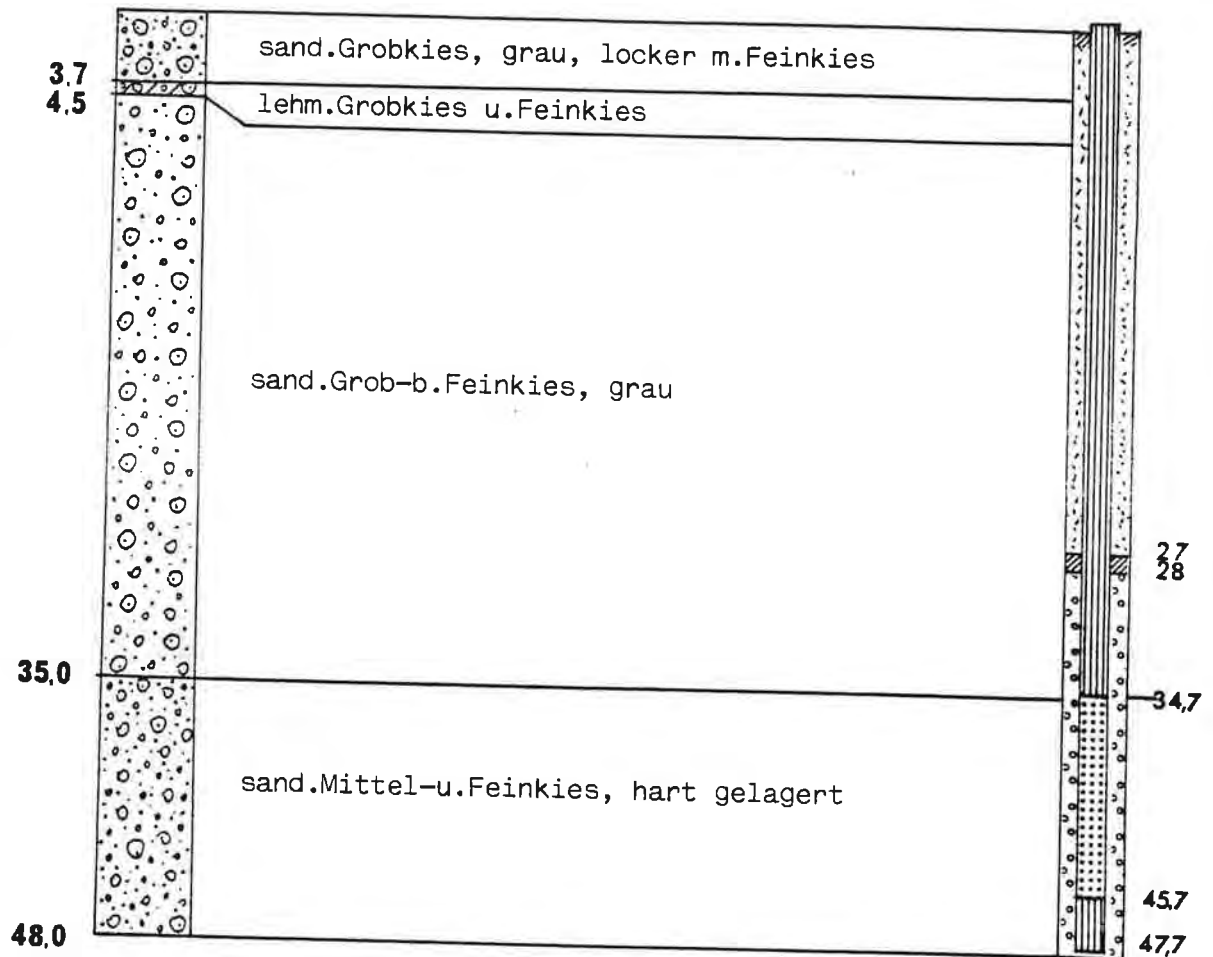 sand.Grobkies, grau, locker m.Feinkies
3,7
4,5
lehm.Grobkies u.Feinkies
sand.Grob-b.Feinkies, grau
27
28
35,0
34,7
sand.Mittel-u.Feinkies, hart gelagert
45,7
48,0
47,7